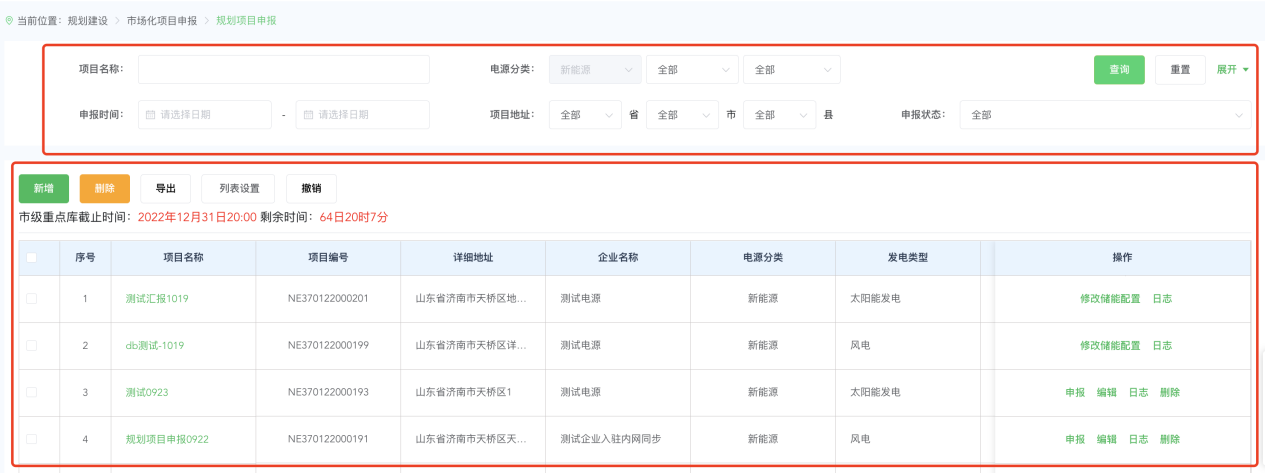 当前位置：规划建设 > 市场化项目申报 > 规划项目申报
项目名称： 电源分类： 新能源 全部 全部 查询 重置 展开
申报时间： 请选择日期 - 请选择日期 项目地址： 全部 省 全部 市 全部 县 申报状态： 全部
新增 删除 导出 列表设置 撤销
市级重点库截止时间：2022年12月31日20:00 剩余时间：64日20时7分
序号 项目名称 项目编号 详细地址 企业名称 电源分类 发电类型 操作
1 测试汇报1019 NE370122000201 山东省济南市天桥区地... 测试电源 新能源 太阳能发电 修改储能配置 日志
2 db测试-1019 NE370122000199 山东省济南市天桥区详... 测试电源 新能源 风电 修改储能配置 日志
3 测试0923 NE370122000193 山东省济南市天桥区1 测试电源 新能源 太阳能发电 申报 编辑 日志 删除
4 规划项目申报0922 NE370122000191 山东省济南市天桥区天... 测试企业入驻内网同步 新能源 风电 申报 编辑 日志 删除